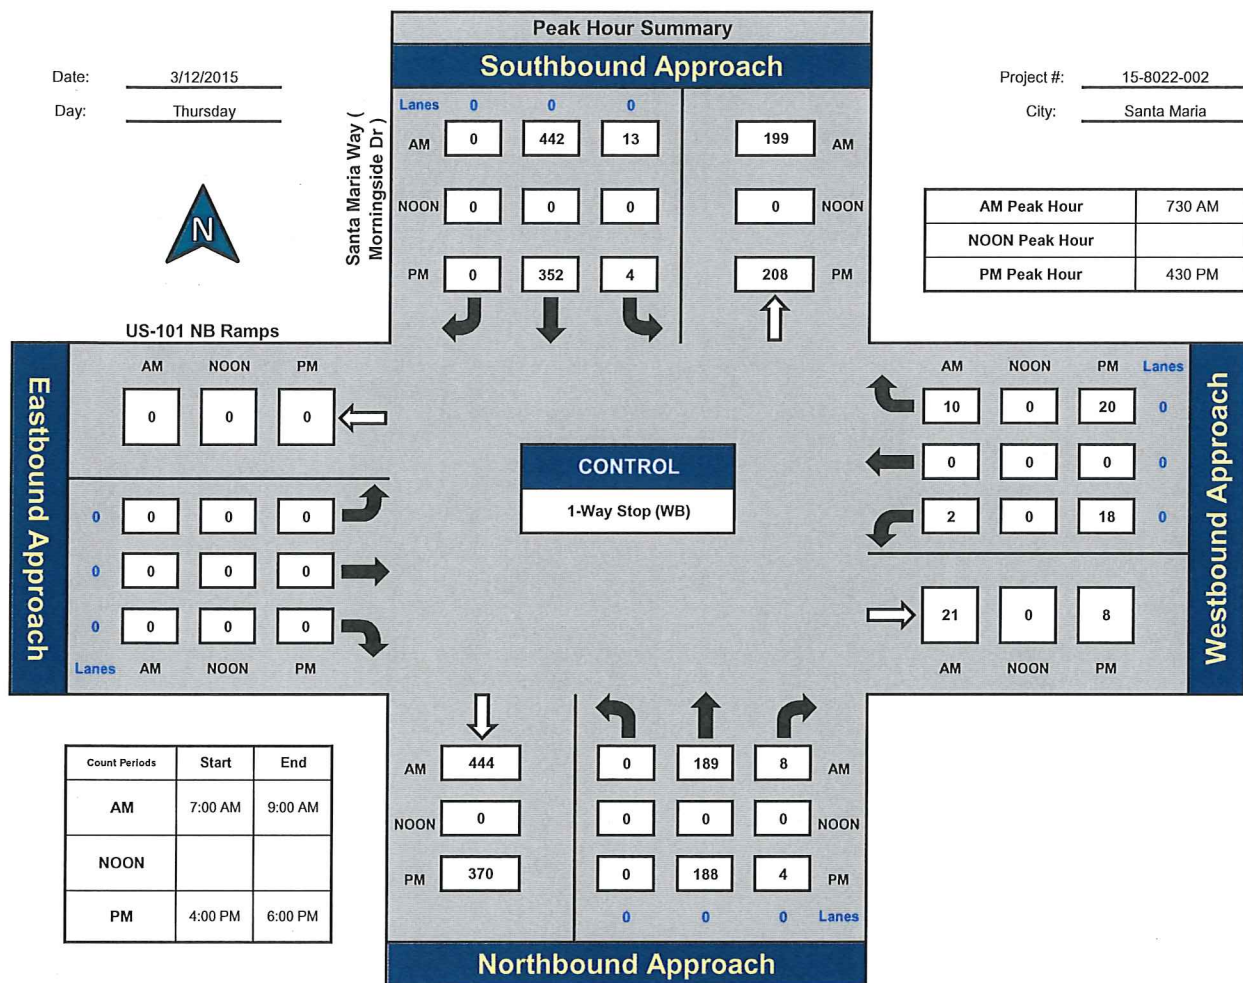 Peak Hour Summary
Southbound Approach
Date: 3/12/2015
Day: Thursday
Project #: 15-8022-002
City: Santa Maria
Santa Maria Way (
Morningside Dr )
Lanes 0 0 0
AM 0 442 13 199 AM
NOON 0 0 0 0 NOON
PM 0 352 4 208 PM
N
AM Peak Hour 730 AM
NOON Peak Hour
PM Peak Hour 430 PM
US-101 NB Ramps
Eastbound Approach
AM NOON PM
0 0 0
0 0 0 0
0 0 0 0
0 0 0 0
Lanes AM NOON PM
CONTROL
1-Way Stop (WB)
AM NOON PM Lanes
10 0 20 0
0 0 0 0
2 0 18 0
21 0 8
AM NOON PM
Westbound Approach
Count Periods Start End
AM 7:00 AM 9:00 AM
NOON
PM 4:00 PM 6:00 PM
AM 444 0 189 8 AM
NOON 0 0 0 0 NOON
PM 370 0 188 4 PM
0 0 0 Lanes
Northbound Approach